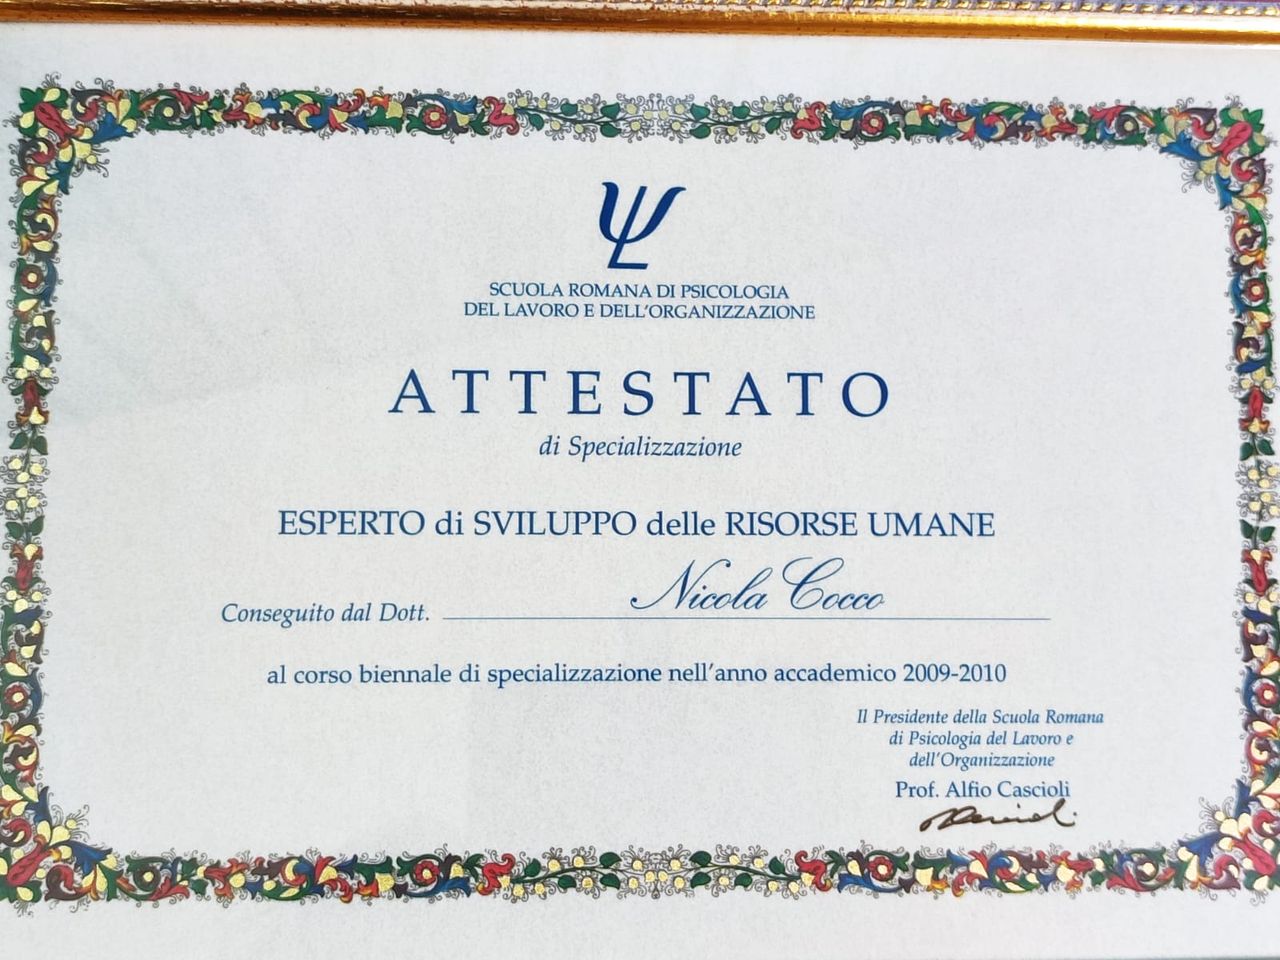 SCUOLA ROMANA DI PSICOLOGIA
DEL LAVORO E DELL'ORGANIZZAZIONE
ATTESTATO
di Specializzazione
ESPERTO di SVILUPPO delle RISORSE UMANE
Conseguito dal Dott. Nicola Cocco
al corso biennale di specializzazione nell'anno accademico 2009-2010
Il Presidente della Scuola Romana
di Psicologia del Lavoro e
dell'Organizzazione
Prof. Alfio Cascioli